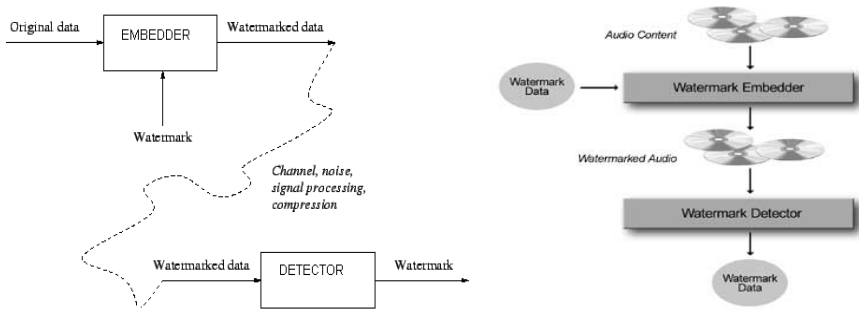 Original data
EMBEDDER
Watermarked data
Watermark
Channel, noise,
signal processing,
compression
Watermarked data
DETECTOR
Watermark
Audio Content
Watermark
Data
Watermark Embedder
Watermarked Audio
Watermark Detector
Watermark
Data